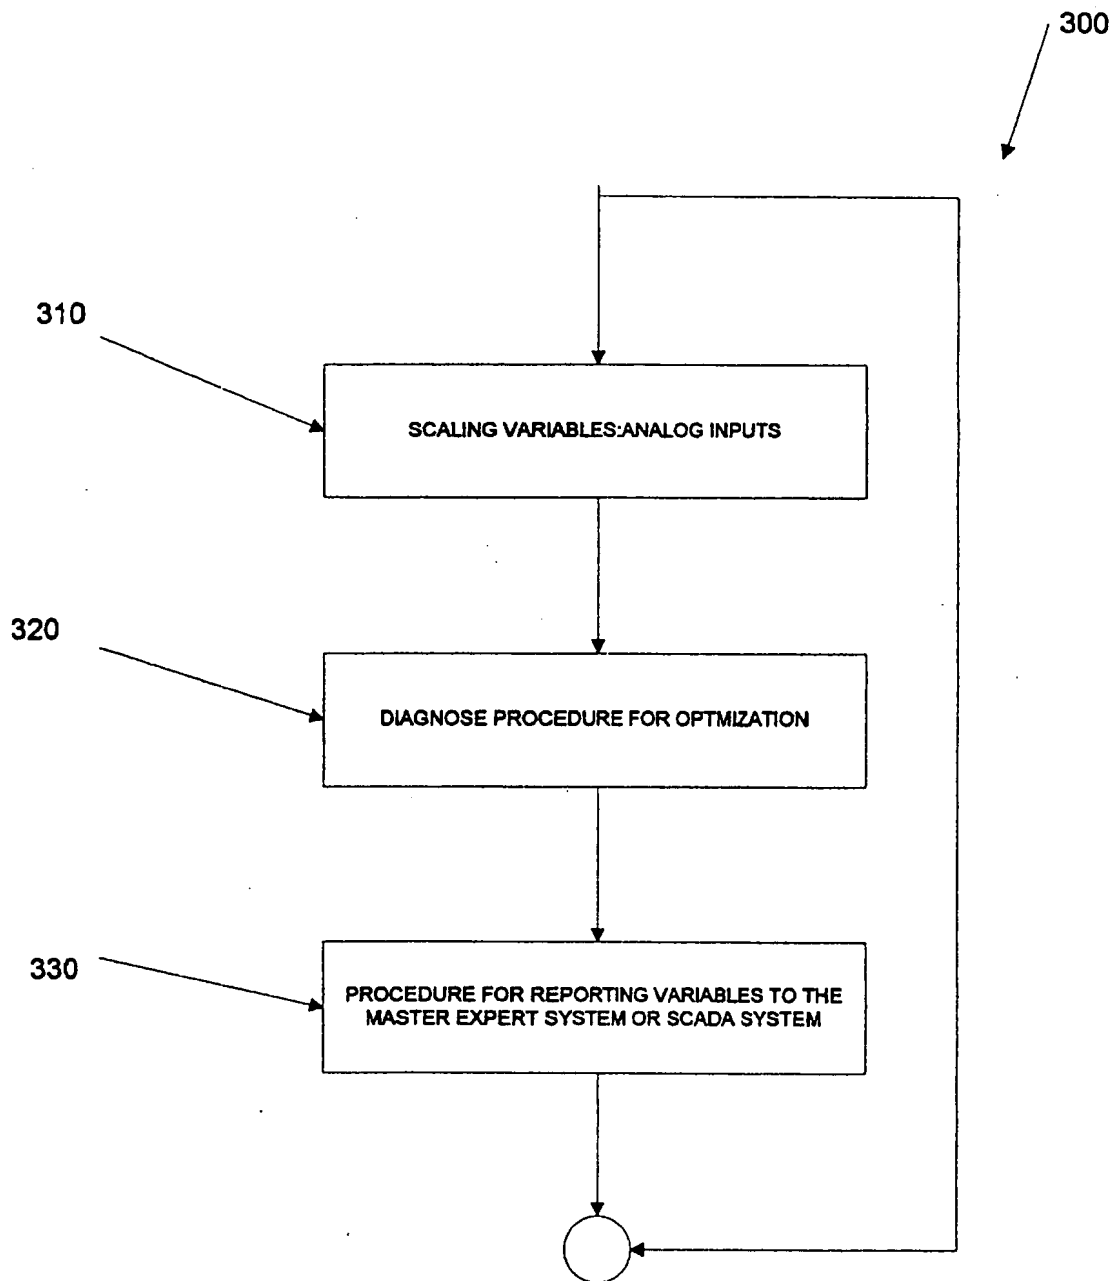 300
310
SCALING VARIABLES:ANALOG INPUTS
320
DIAGNOSE PROCEDURE FOR OPTMIZATION
330
PROCEDURE FOR REPORTING VARIABLES TO THE
MASTER EXPERT SYSTEM OR SCADA SYSTEM